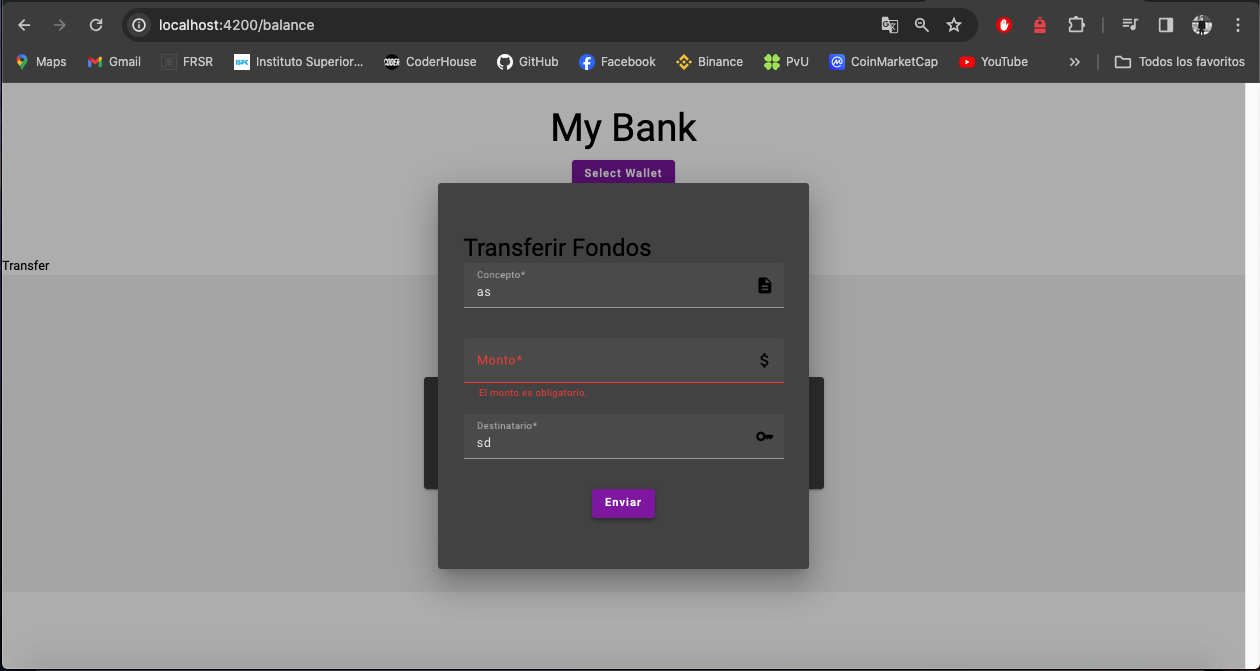 localhost:4200/balance
Maps Gmail FRSR Instituto Superior... CoderHouse GitHub Facebook Binance PvU CoinMarketCap YouTube » Todos los favoritos
My Bank
Select Wallet
Transferir Fondos
Transfer
Concepto*
as
Monto*
$
El monto es obligatorio.
Destinatario*
sd
Enviar